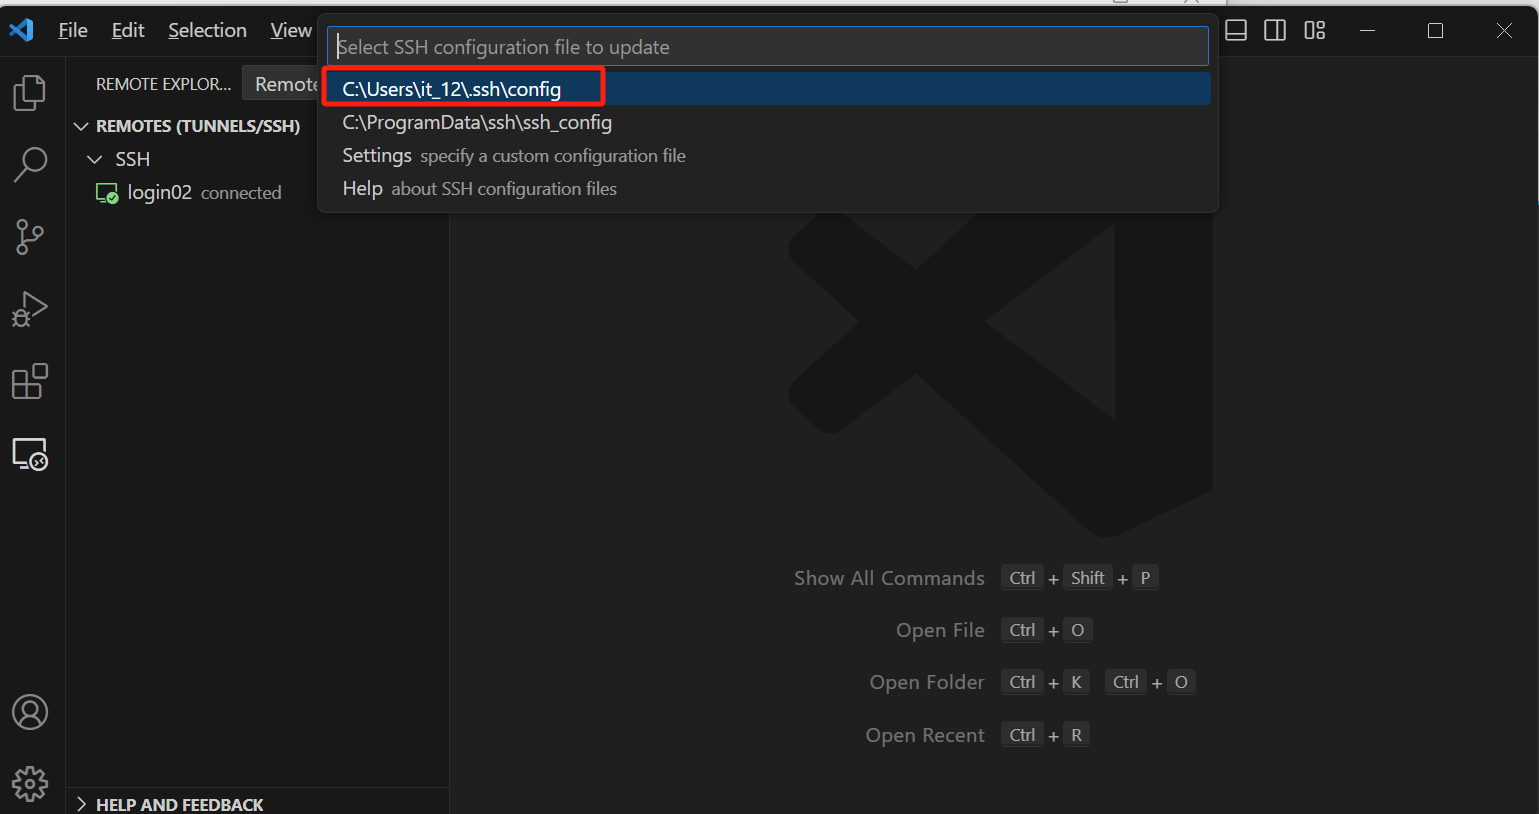 File Edit Selection View
Select SSH configuration file to update
REMOTE EXPLOR... Remote
C:\Users\it_12\.ssh\config
C:\ProgramData\ssh\ssh_config
Settings specify a custom configuration file
Help about SSH configuration files
REMOTES (TUNNELS/SSH)
SSH
login02 connected
Show All Commands Ctrl + Shift + P
Open File Ctrl + O
Open Folder Ctrl + K Ctrl + O
Open Recent Ctrl + R
HELP AND FEEDBACK